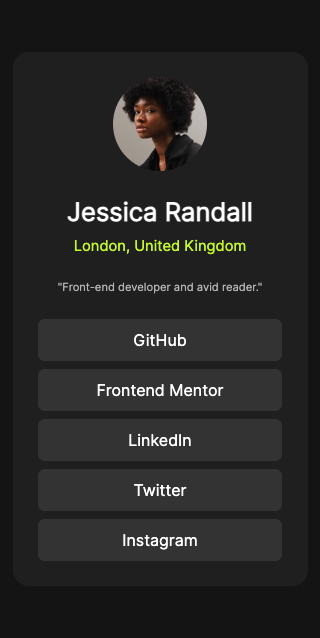 Jessica Randall
London, United Kingdom
"Front-end developer and avid reader."
GitHub
Frontend Mentor
LinkedIn
Twitter
Instagram